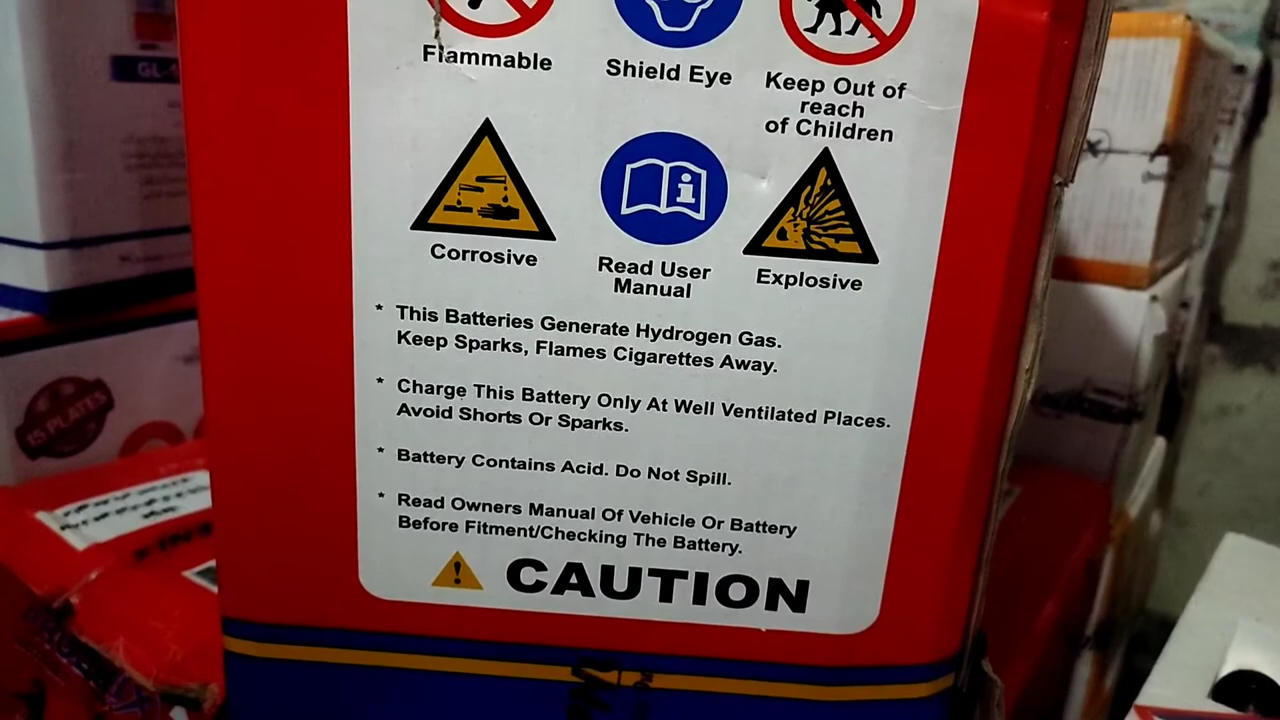 Flammable
Shield Eye
Keep Out of
reach
of Children
Corrosive
Read User
Manual
Explosive
* This Batteries Generate Hydrogen Gas.
Keep Sparks, Flames Cigarettes Away.
* Charge This Battery Only At Well Ventilated Places.
Avoid Shorts Or Sparks.
* Battery Contains Acid. Do Not Spill.
* Read Owners Manual Of Vehicle Or Battery
Before Fitment/Checking The Battery.
! CAUTION
15 PLATES